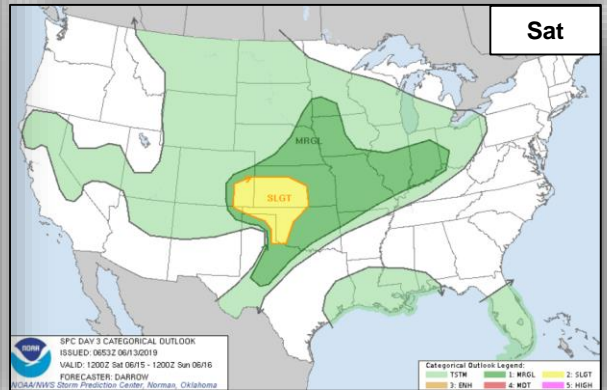 Sat
MRGL
SLGT
SPC DAY 3 CATEGORICAL OUTLOOK
ISSUED: 0653Z 06/13/2019
VALID: 1200Z Sat 06/15 - 1200Z Sun 06/16
FORECASTER: DARROW
NOAA/NWS Storm Prediction Center, Norman, Oklahoma
NOAA
Categorical Outlook Legend:
TSTM 1: MRGL 2: SLGT
3: ENH 4: MDT 5: HIGH